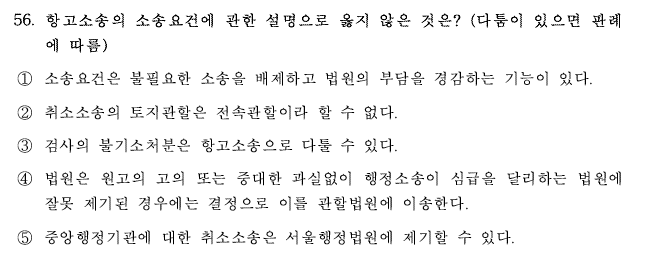 56. 항고소송의 소송요건에 관한 설명으로 옳지 않은 것은? (다툼이 있으면 판례
에 따름)
① 소송요건은 불필요한 소송을 배제하고 법원의 부담을 경감하는 기능이 있다.
② 취소소송의 토지관할은 전속관할이라 할 수 없다.
③ 검사의 불기소처분은 항고소송으로 다툴 수 있다.
④ 법원은 원고의 고의 또는 중대한 과실없이 행정소송이 심급을 달리하는 법원에
잘못 제기된 경우에는 결정으로 이를 관할법원에 이송한다.
⑤ 중앙행정기관에 대한 취소소송은 서울행정법원에 제기할 수 있다.